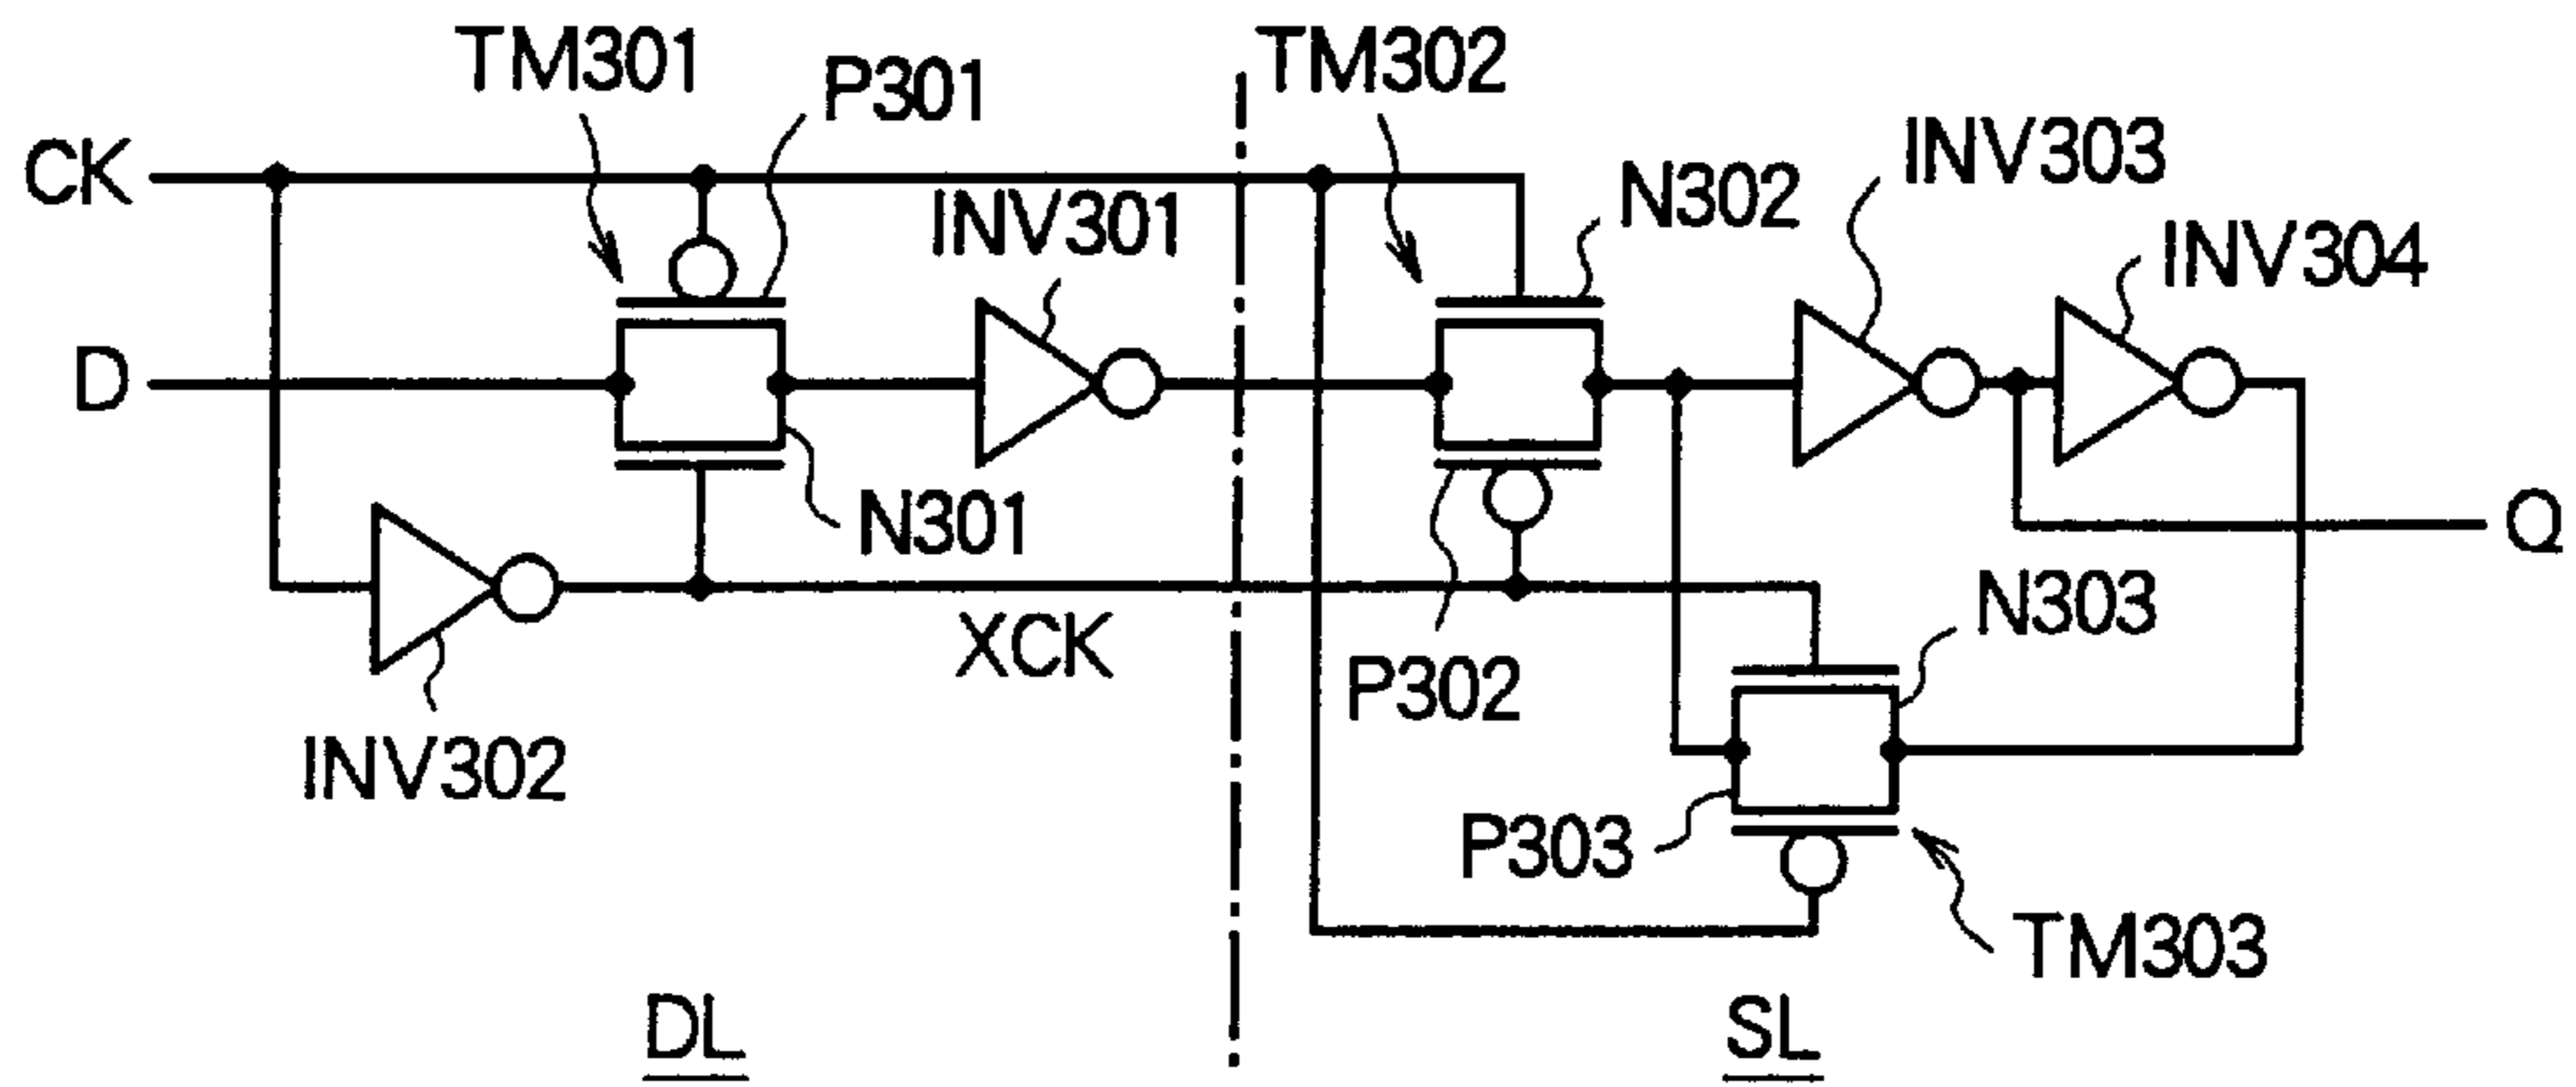 TM301
P301
TM302
CK
INV301
N302
INV303
INV304
D
N301
Q
XCK
P302
N303
INV302
P303
TM303
DL
SL